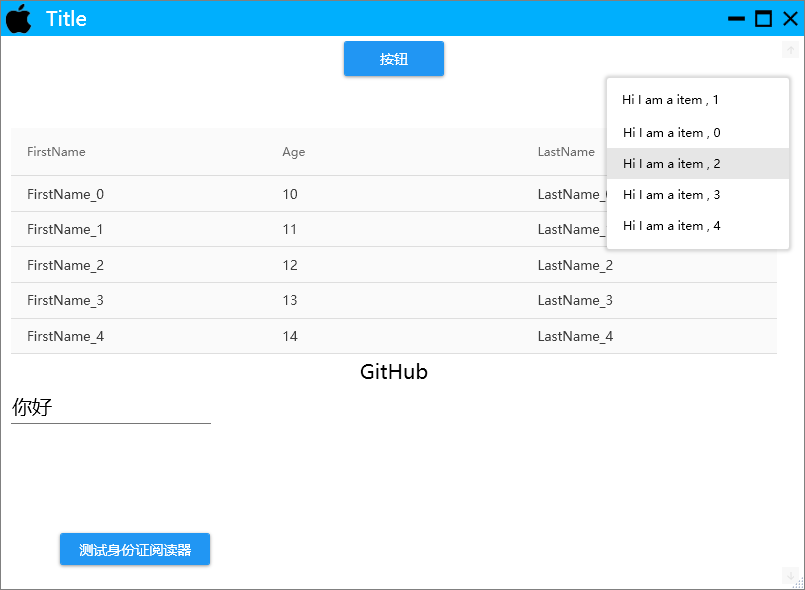 Title
按钮
Hi I am a item , 1
Hi I am a item , 0
Hi I am a item , 2
Hi I am a item , 3
Hi I am a item , 4
FirstName Age LastName
FirstName_0 10 LastName_
FirstName_1 11 LastName_
FirstName_2 12 LastName_2
FirstName_3 13 LastName_3
FirstName_4 14 LastName_4
GitHub
你好
测试身份证阅读器